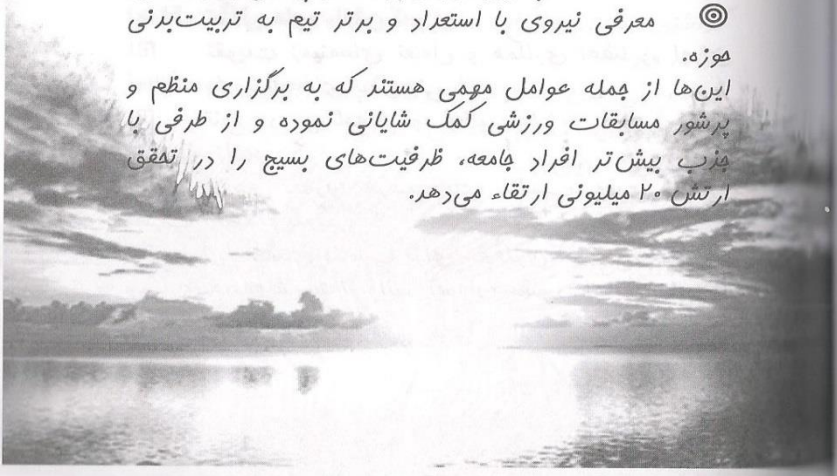 ◎ معرفی نیروی با استعداد و برتر تیم به تربیت‌بدنی
حوزه.
این‌ها از جمله عوامل مهمی هستند که به برگزاری منظم و
پرشور مسابقات ورزشی کمک شایانی نموده و از طرفی با
جذب بیش‌تر افراد جامعه، ظرفیت‌های بسیج را در تحقق
ارتش ۲۰ میلیونی ارتقاء می‌دهد.